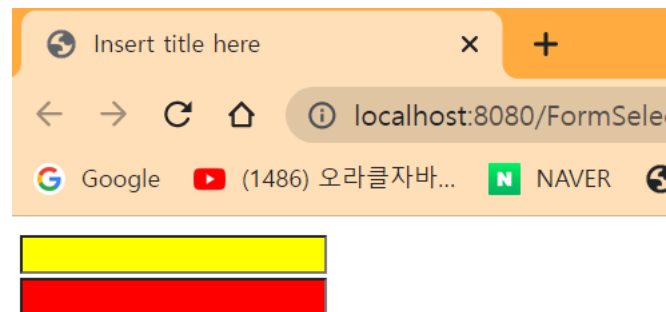 Insert title here
localhost:8080/FormSele
Google (1486) 오라클자바... N NAVER